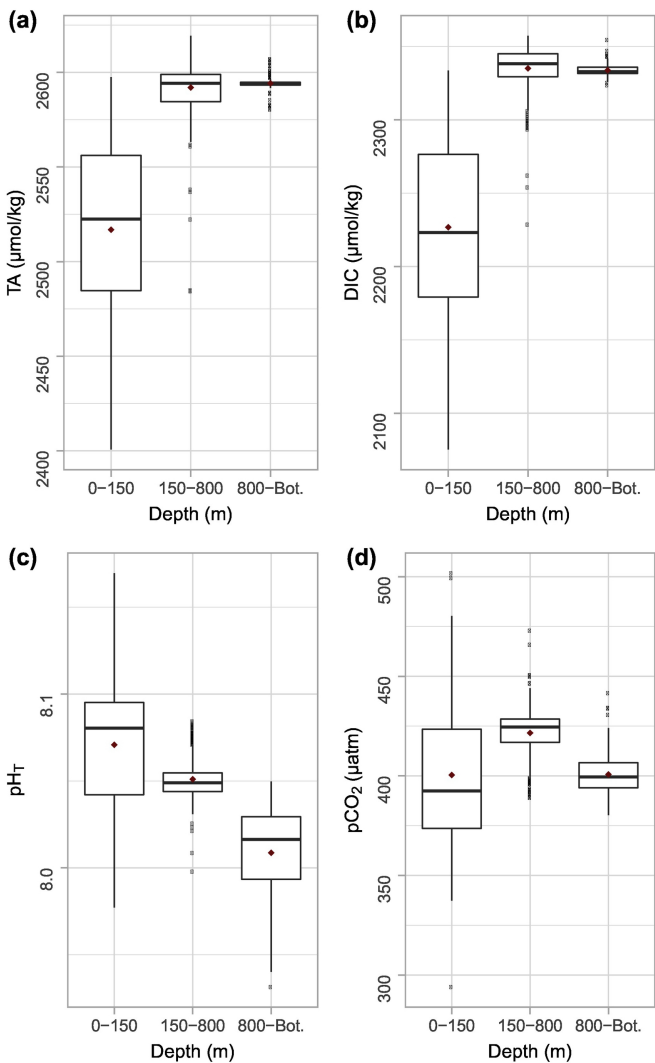 (a)
TA (μmol/kg)
2600
2550
2500
2450
2400
0−150
150−800
800−Bot.
Depth (m)
(b)
DIC (μmol/kg)
2300
2200
2100
0−150
150−800
800−Bot.
Depth (m)
(c)
pHT
8.1
8.0
0−150
150−800
800−Bot.
Depth (m)
(d)
pCO2 (μatm)
500
450
400
350
300
0−150
150−800
800−Bot.
Depth (m)